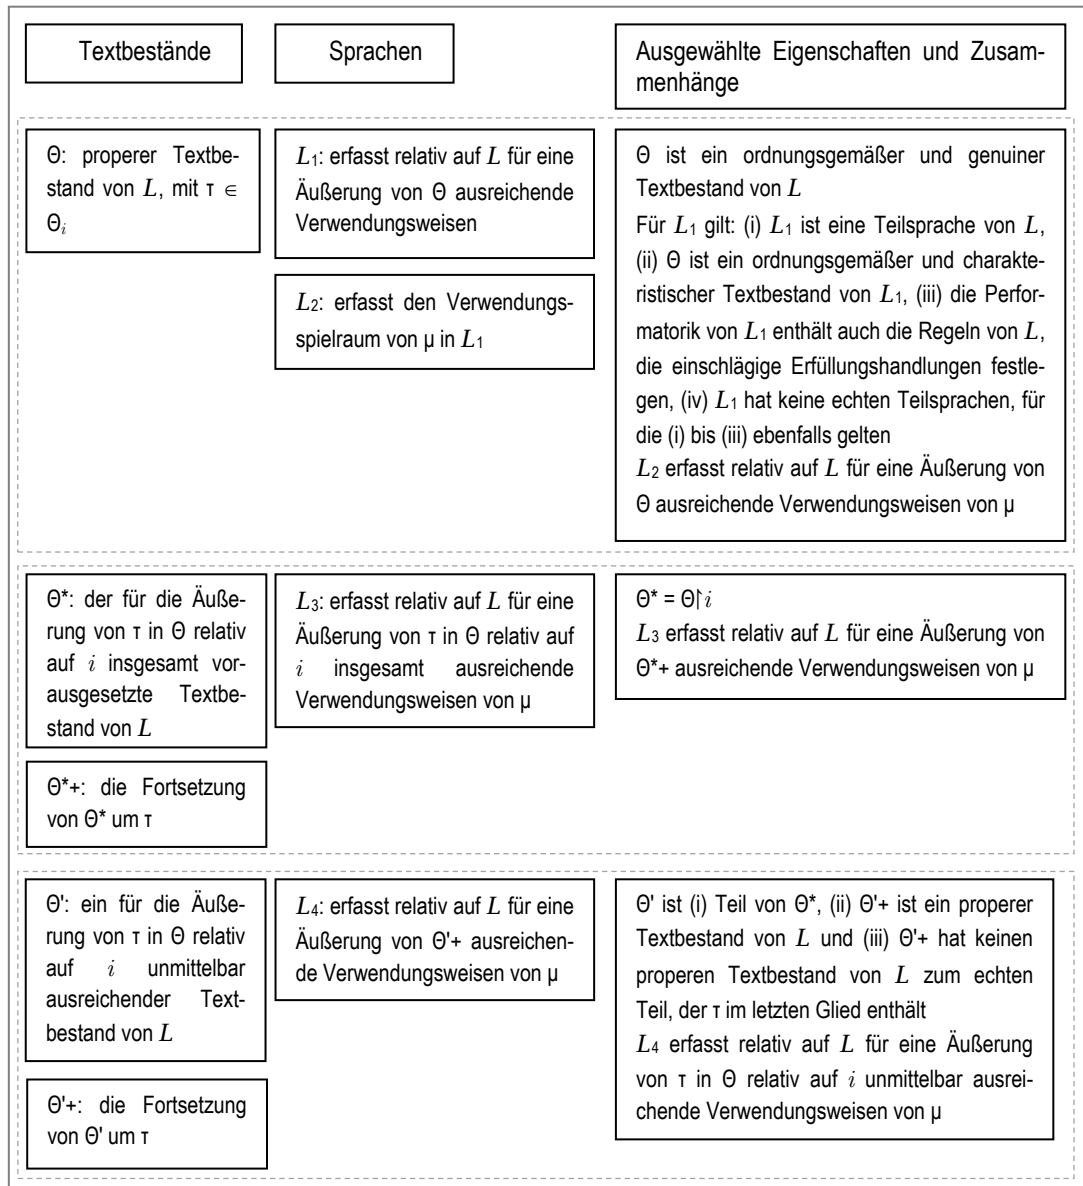 Textbestände
Sprachen
Ausgewählte Eigenschaften und Zusam-
menhänge
Θ: properer Textbe-
stand von L, mit τ ∈
Θi
L1: erfasst relativ auf L für eine
Äußerung von Θ ausreichende
Verwendungsweisen
L2: erfasst den Verwendungs-
spielraum von μ in L1
Θ ist ein ordnungsgemäßer und genuiner
Textbestand von L
Für L1 gilt: (i) L1 ist eine Teilsprache von L,
(ii) Θ ist ein ordnungsgemäßer und charakte-
ristischer Textbestand von L1, (iii) die Perfor-
matorik von L1 enthält auch die Regeln von L,
die einschlägige Erfüllungshandlungen festle-
gen, (iv) L1 hat keine echten Teilsprachen, für
die (i) bis (iii) ebenfalls gelten
L2 erfasst relativ auf L für eine Äußerung von
Θ ausreichende Verwendungsweisen von μ
Θ*: der für die Äuße-
rung von τ in Θ relativ
auf i insgesamt vor-
ausgesetzte Textbe-
stand von L
Θ*+: die Fortsetzung
von Θ* um τ
L3: erfasst relativ auf L für eine
Äußerung von τ in Θ relativ auf
i insgesamt ausreichende
Verwendungsweisen von μ
Θ* = Θ↾i
L3 erfasst relativ auf L für eine Äußerung von
Θ*+ ausreichende Verwendungsweisen von μ
Θ': ein für die Äuße-
rung von τ in Θ relativ
auf i unmittelbar
ausreichender Text-
bestand von L
Θ'+: die Fortsetzung
von Θ' um τ
L4: erfasst relativ auf L für eine
Äußerung von Θ'+ ausreichen-
de Verwendungsweisen von μ
Θ' ist (i) Teil von Θ*, (ii) Θ'+ ist ein properer
Textbestand von L und (iii) Θ'+ hat keinen
properen Textbestand von L zum echten
Teil, der τ im letzten Glied enthält
L4 erfasst relativ auf L für eine Äußerung
von τ in Θ relativ auf i unmittelbar ausrei-
chende Verwendungsweisen von μ